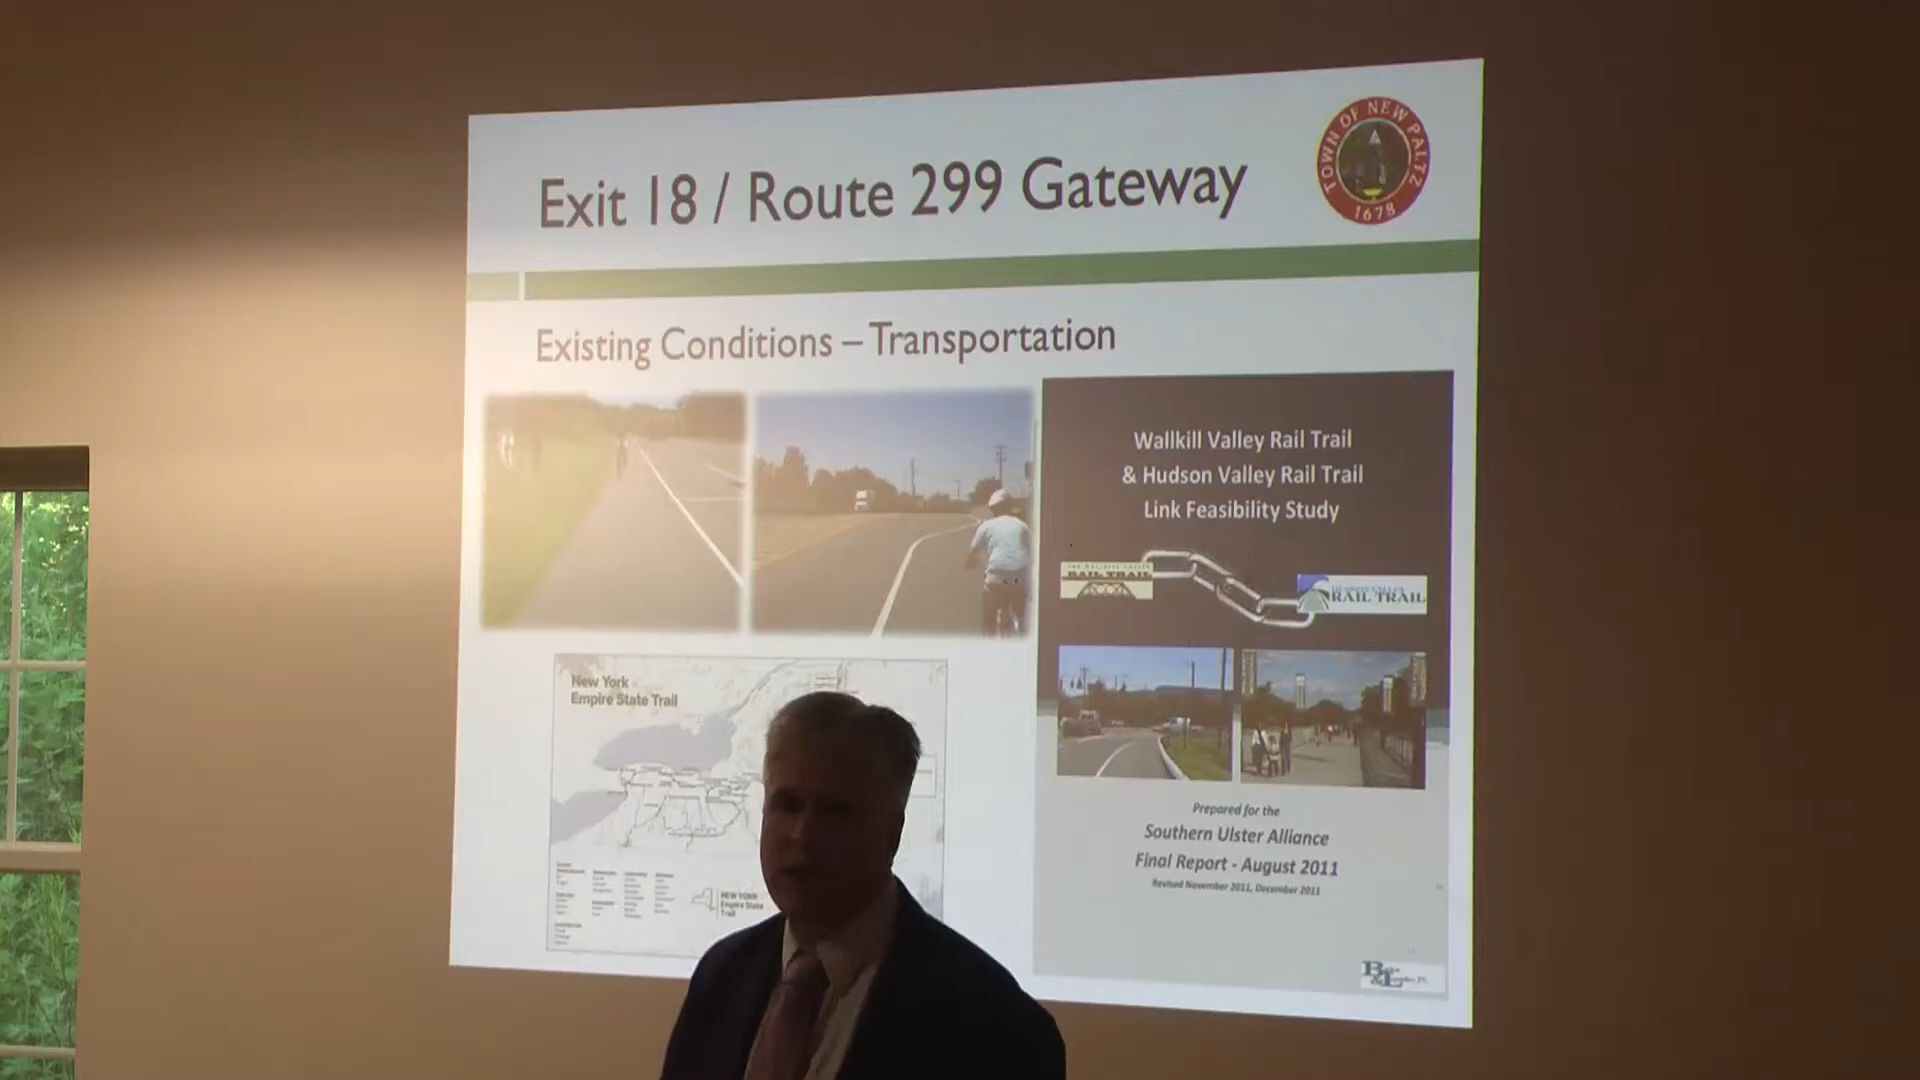 Exit 18 / Route 299 Gateway
TOWN OF NEW PALTZ
1678
Existing Conditions – Transportation
Wallkill Valley Rail Trail
& Hudson Valley Rail Trail
Link Feasibility Study
RAIL TRAIL
RAIL TRAIL
New York
Empire State Trail
NEW YORK
Empire State
Trail
Prepared for the
Southern Ulster Alliance
Final Report - August 2011
Revised November 2011, December 2011